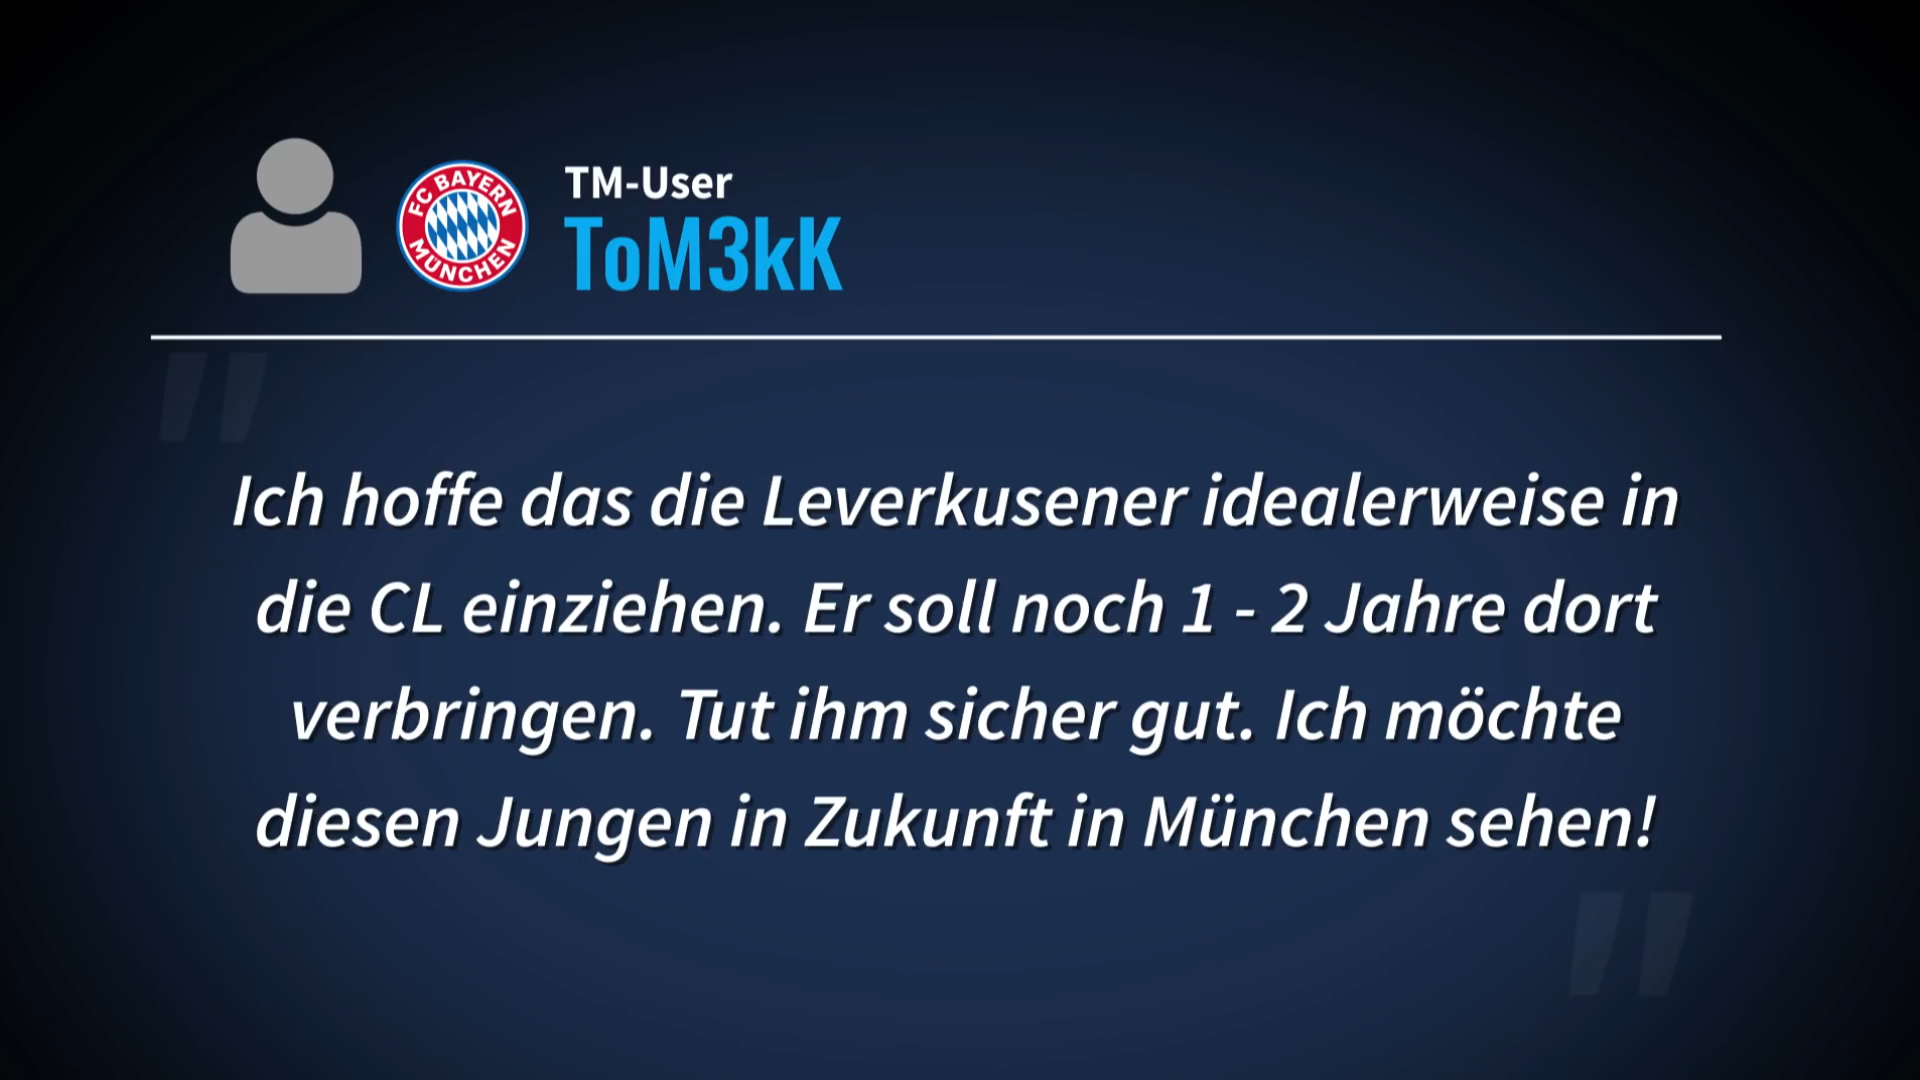 FC BAYERN
MÜNCHEN
TM-User
ToM3kK
"
Ich hoffe das die Leverkusener idealerweise in
die CL einziehen. Er soll noch 1 - 2 Jahre dort
verbringen. Tut ihm sicher gut. Ich möchte
diesen Jungen in Zukunft in München sehen!
"